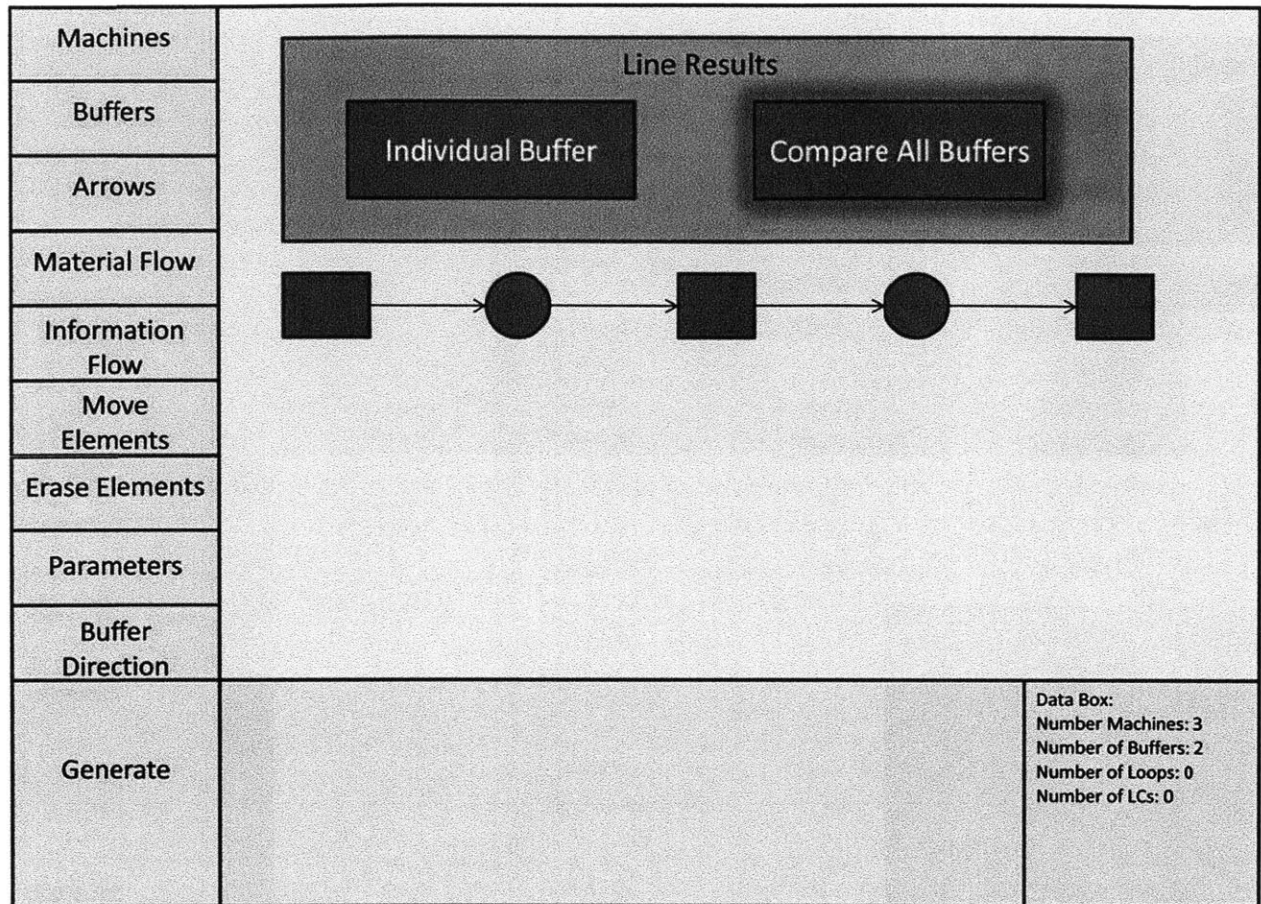 Machines
Buffers
Arrows
Material Flow
Information
Flow
Move
Elements
Erase Elements
Parameters
Buffer
Direction
Generate
Line Results
Individual Buffer
Compare All Buffers
Data Box:
Number Machines: 3
Number of Buffers: 2
Number of Loops: 0
Number of LCs: 0